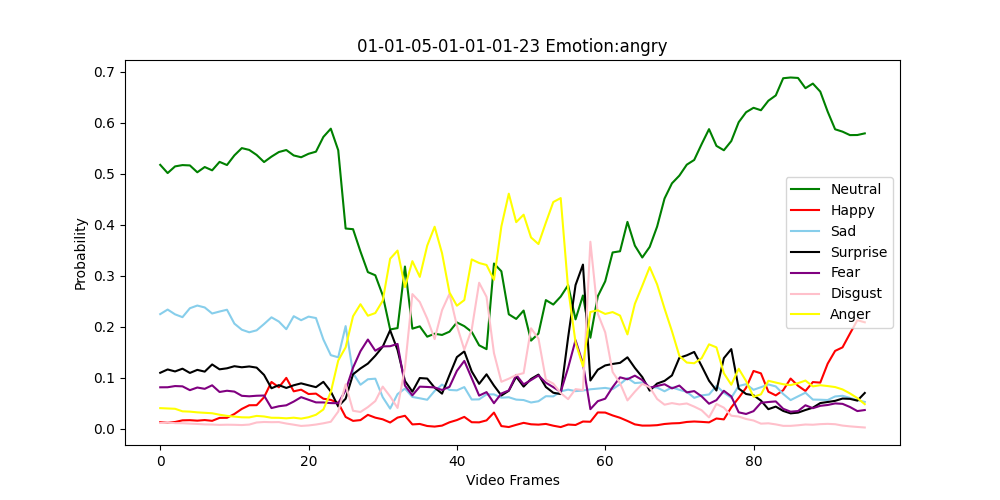 01-01-05-01-01-01-23 Emotion:angry
0.7
0.6
0.5
0.4
0.3
0.2
0.1
0.0
Probability
0 20 40 60 80
Video Frames
Neutral
Happy
Sad
Surprise
Fear
Disgust
Anger